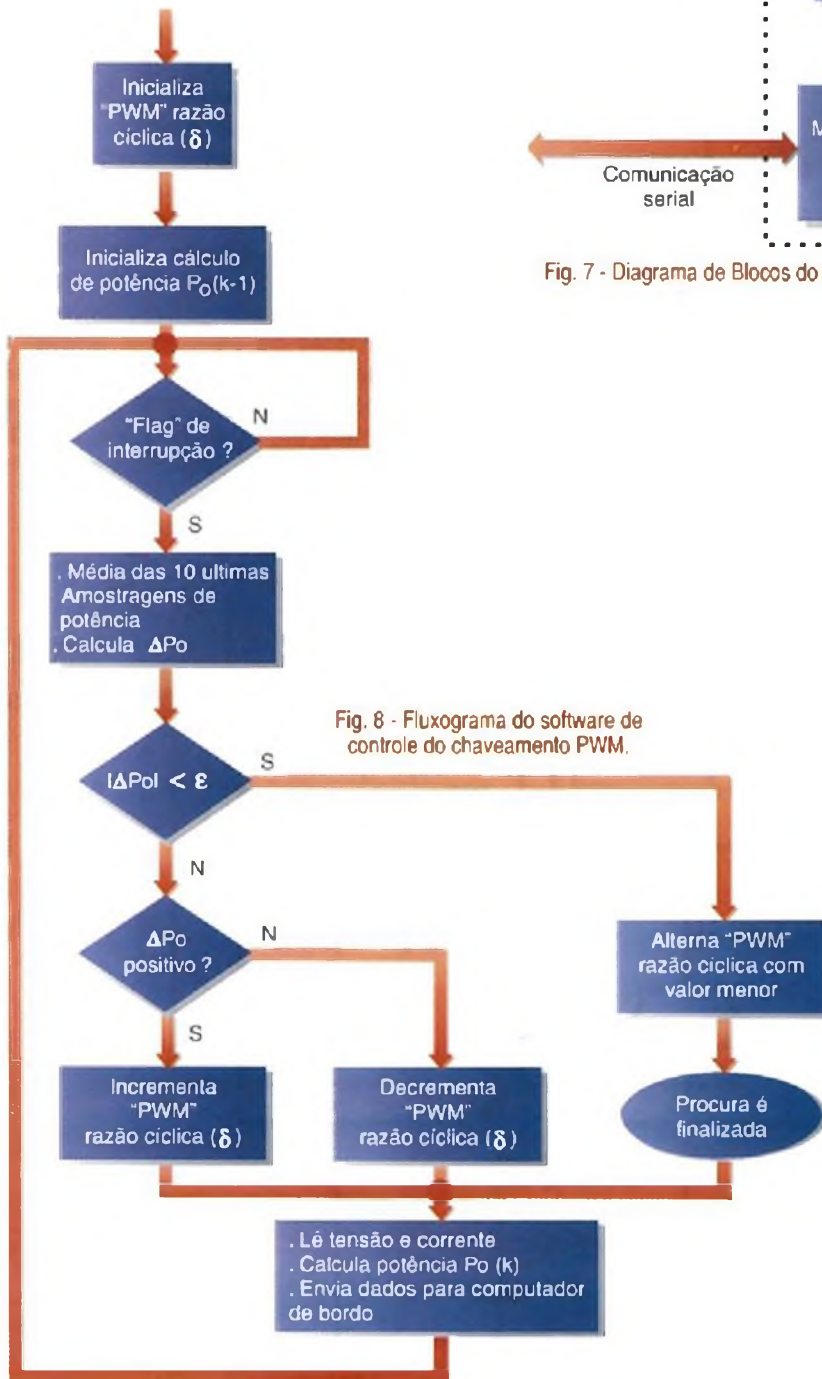 Inicializa
"PWM" razão
cíclica (δ)
Inicializa cálculo
de potência Po(k-1)
"Flag" de
interrupção ?
N
S
. Média das 10 ultimas
Amostragens de
potência
. Calcula ΔPo
IΔPoI < ε
S
N
ΔPo
positivo ?
N
S
Incrementa
"PWM"
razão cíclica (δ)
Decrementa
"PWM"
razão cíclica (δ)
Alterna "PWM"
razão cíclica com
valor menor
Procura é
finalizada
. Lê tensão e corrente
. Calcula potência Po (k)
. Envia dados para computador
de bordo
Comunicação
serial
M
Fig. 7 - Diagrama de Blocos do
Fig. 8 - Fluxograma do software de
controle do chaveamento PWM.